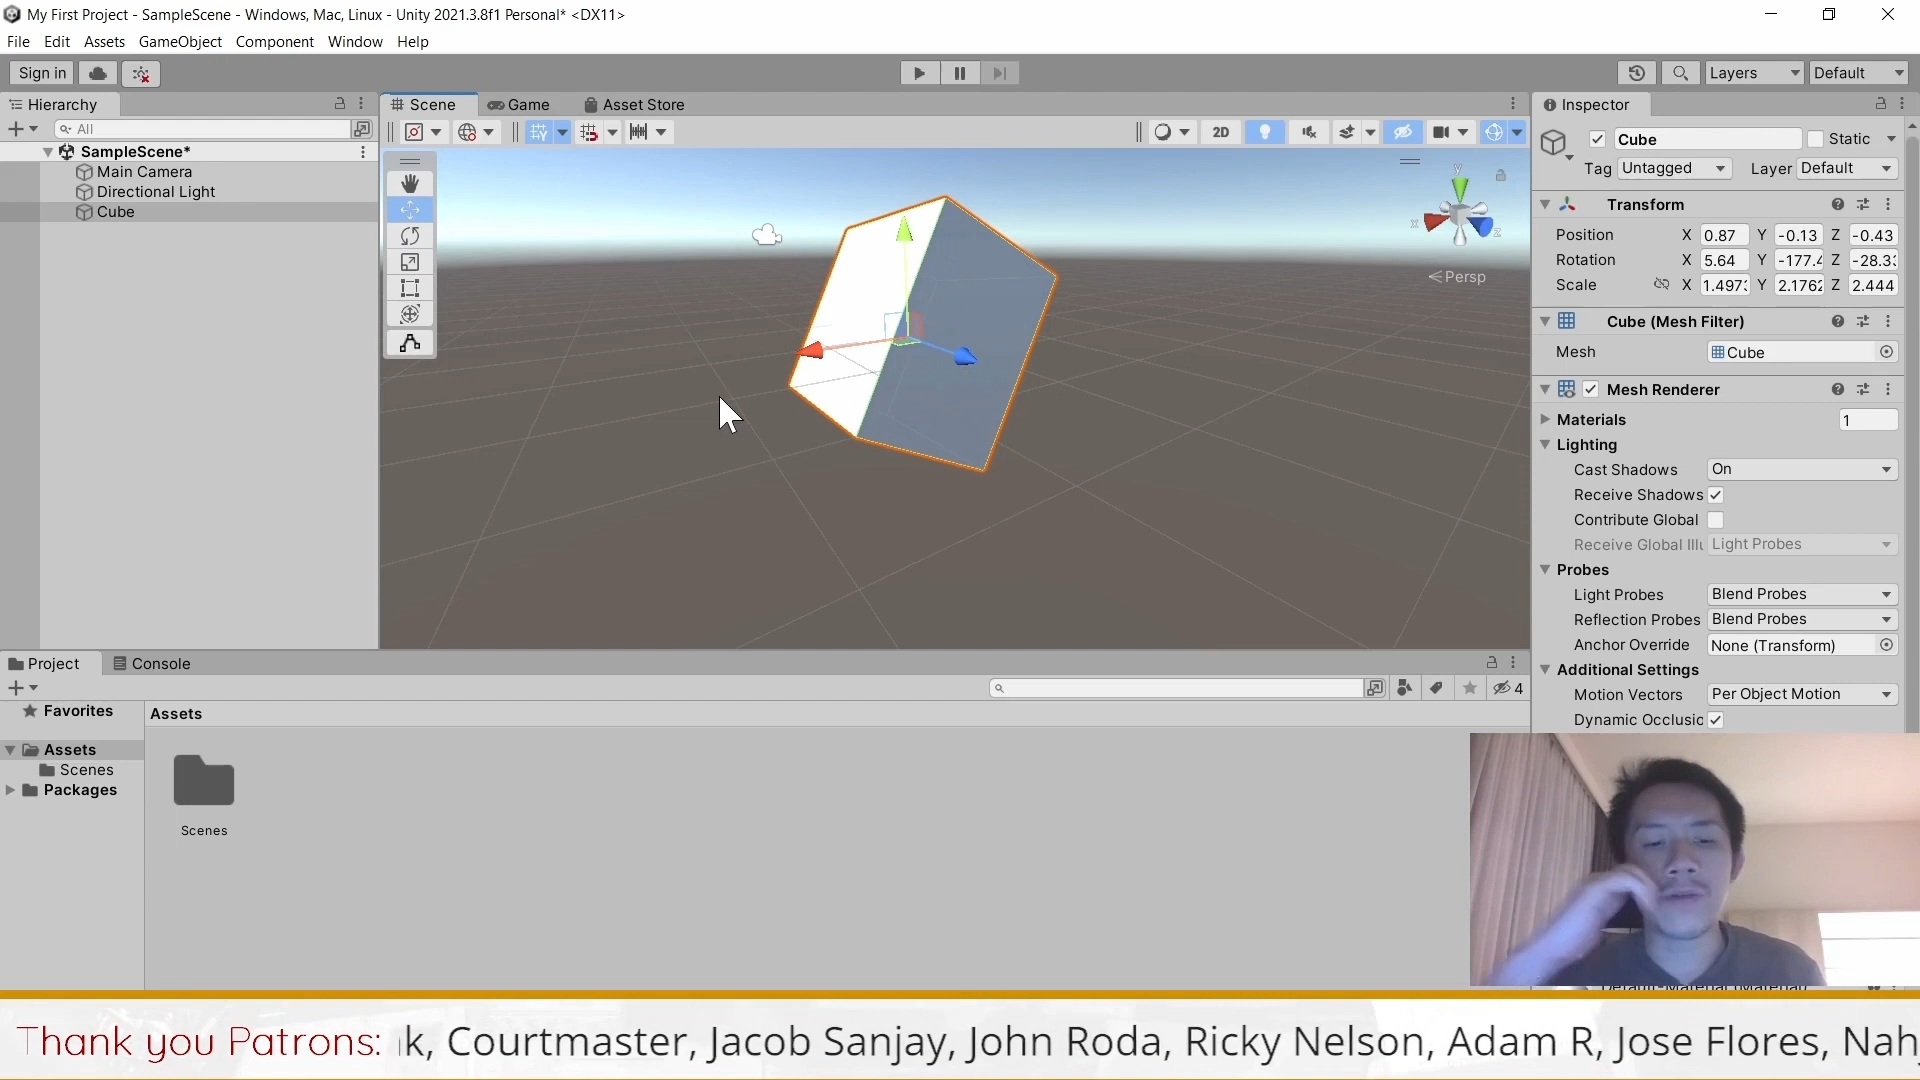 My First Project - SampleScene - Windows, Mac, Linux - Unity 2021.3.8f1 Personal* <DX11>
File Edit Assets GameObject Component Window Help
Sign in Layers Default
Hierarchy
All
SampleScene*
Main Camera
Directional Light
Cube
Scene Game Asset Store
2D
y
x
z
Persp
Inspector
Cube Static
Tag Untagged Layer Default
Transform
Position X 0.87 Y -0.13 Z -0.43
Rotation X 5.64 Y -177.4 Z -28.3
Scale X 1.497 Y 2.1762 Z 2.444
Cube (Mesh Filter)
Mesh Cube
Mesh Renderer
Materials 1
Lighting
Cast Shadows On
Receive Shadows
Contribute Global
Receive Global Illu Light Probes
Probes
Light Probes Blend Probes
Reflection Probes Blend Probes
Anchor Override None (Transform)
Additional Settings
Motion Vectors Per Object Motion
Dynamic Occlusic
Project Console
4
Favorites
Assets
Scenes
Packages
Assets
Scenes
Thank you Patrons: k, Courtmaster, Jacob Sanjay, John Roda, Ricky Nelson, Adam R, Jose Flores, Nah